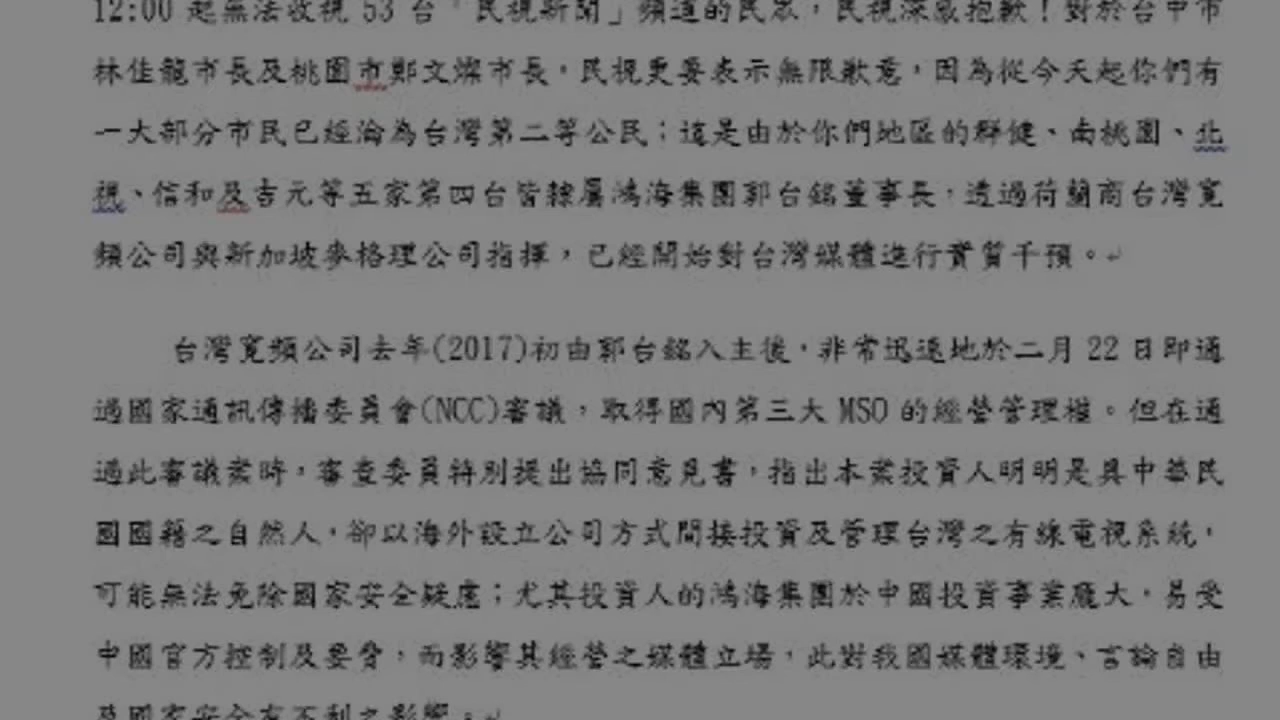 12:00 起無法收視 53 台「民視新聞」頻道的民眾，民視深感抱歉！對於台中市
林佳龍市長及桃園市鄭文燦市長，民視更要表示無限歉意，因為從今天起你們有
一大部分市民已經淪為台灣第二等公民；這是由於你們地區的群健、南桃園、北
視、信和及吉元等五家第四台皆隸屬鴻海集團郭台銘董事長，透過荷蘭商台灣寬
頻公司與新加坡麥格理公司指揮，已經開始對台灣媒體進行實質干預。
台灣寬頻公司去年(2017)初由郭台銘入主後，非常迅速地於二月 22 日即通
過國家通訊傳播委員會(NCC)審議，取得國內第三大 MSO 的經營管理權。但在通
過此審議案時，審查委員特別提出協同意見書，指出本案投資人明明是具中華民
國國籍之自然人，卻以海外設立公司方式間接投資及管理台灣之有線電視系統，
可能無法免除國家安全疑慮；尤其投資人的鴻海集團於中國投資事業龐大，易受
中國官方控制及要脅，而影響其經營之媒體立場，此對我國媒體環境、言論自由
及國家安全有不利之影響。